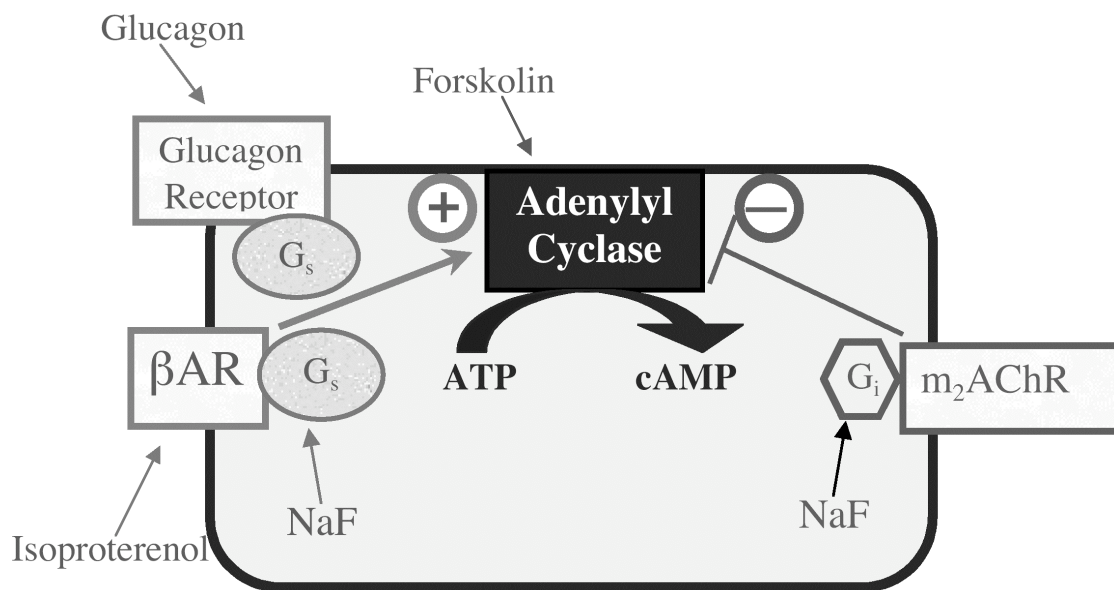 Glucagon
Forskolin
Glucagon
Receptor
+
Adenylyl
Cyclase
—
Gs
βAR
Gs
ATP
cAMP
Gi
m2AChR
NaF
NaF
Isoproterenol